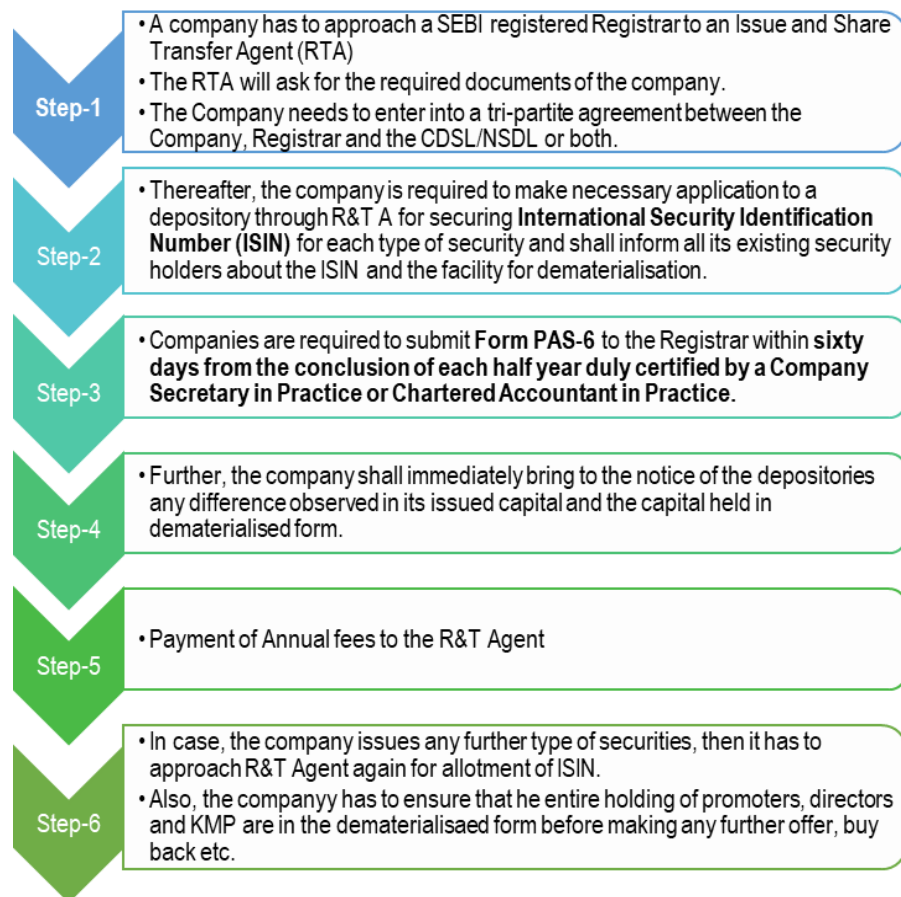 Step-1
• A company has to approach a SEBI registered Registrar to an Issue and Share
Transfer Agent (RTA)
• The RTA will ask for the required documents of the company.
• The Company needs to enter into a tri-partite agreement between the
Company, Registrar and the CDSL/NSDL or both.
Step-2
• Thereafter, the company is required to make necessary application to a
depository through R&T A for securing International Security Identification
Number (ISIN) for each type of security and shall inform all its existing security
holders about the ISIN and the facility for dematerialisation.
Step-3
• Companies are required to submit Form PAS-6 to the Registrar within sixty
days from the conclusion of each half year duly certified by a Company
Secretary in Practice or Chartered Accountant in Practice.
Step-4
• Further, the company shall immediately bring to the notice of the depositories
any difference observed in its issued capital and the capital held in
dematerialised form.
Step-5
• Payment of Annual fees to the R&T Agent
Step-6
• In case, the company issues any further type of securities, then it has to
approach R&T Agent again for allotment of ISIN.
• Also, the companyy has to ensure that he entire holding of promoters, directors
and KMP are in the dematerialisaed form before making any further offer, buy
back etc.